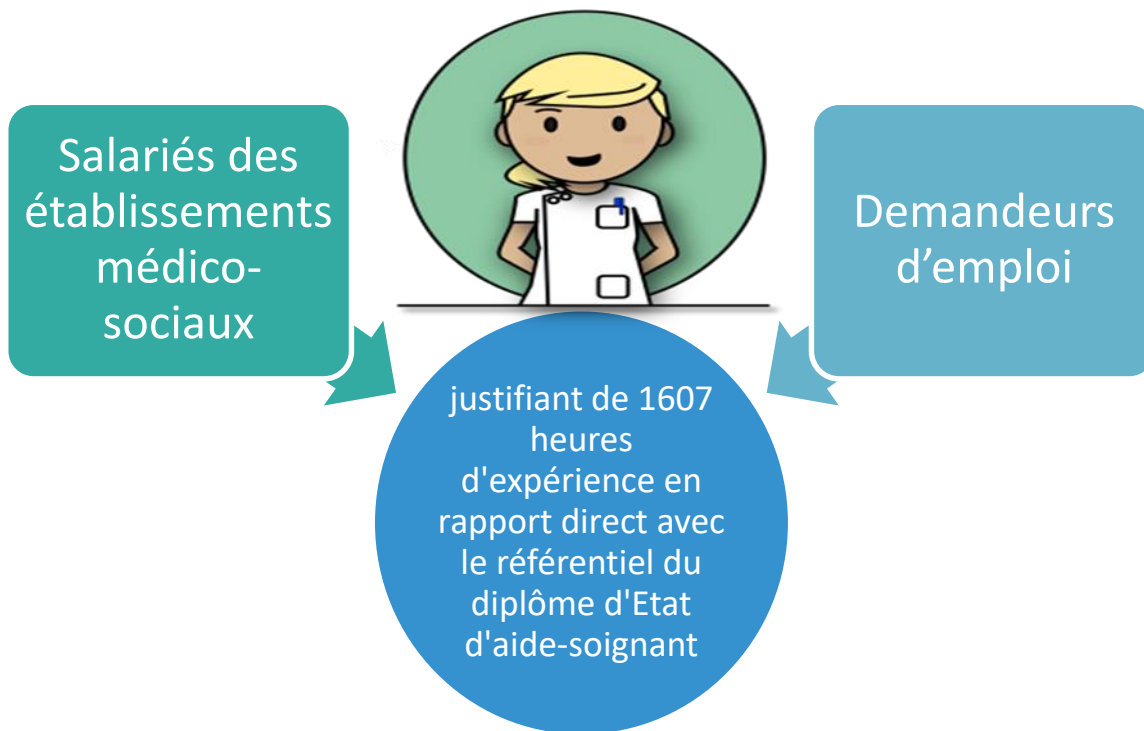 Salariés des
établissements
médico-
sociaux
Demandeurs
d’emploi
justifiant de 1607
heures
d'expérience en
rapport direct avec
le référentiel du
diplôme d'Etat
d'aide-soignant